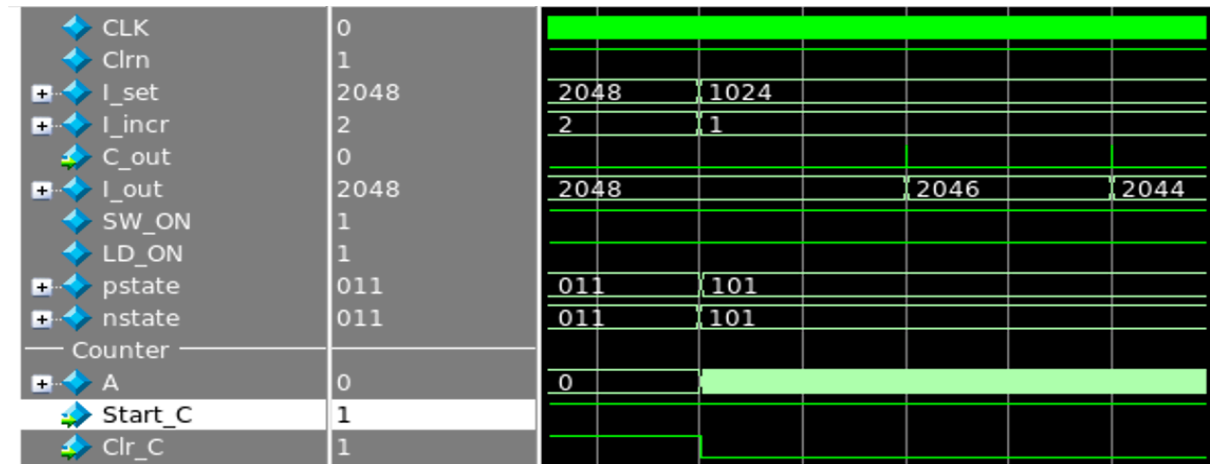 CLK 0
Clrn 1
I_set 2048 2048 1024
I_incr 2 2 1
C_out 0
I_out 2048 2048 2046 2044
SW_ON 1
LD_ON 1
pstate 011 011 101
nstate 011 011 101
Counter
A 0 0
Start_C 1
Clr_C 1